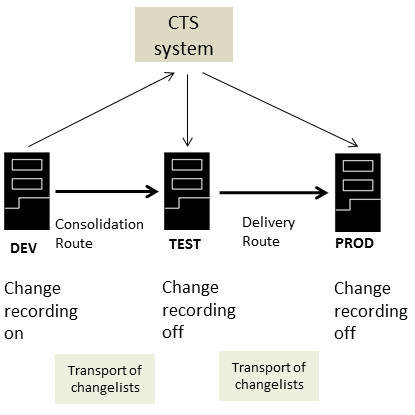 CTS
system
Consolidation
Route
Delivery
Route
DEV
TEST
PROD
Change
recording
on
Change
recording
off
Change
recording
off
Transport of
changelists
Transport of
changelists